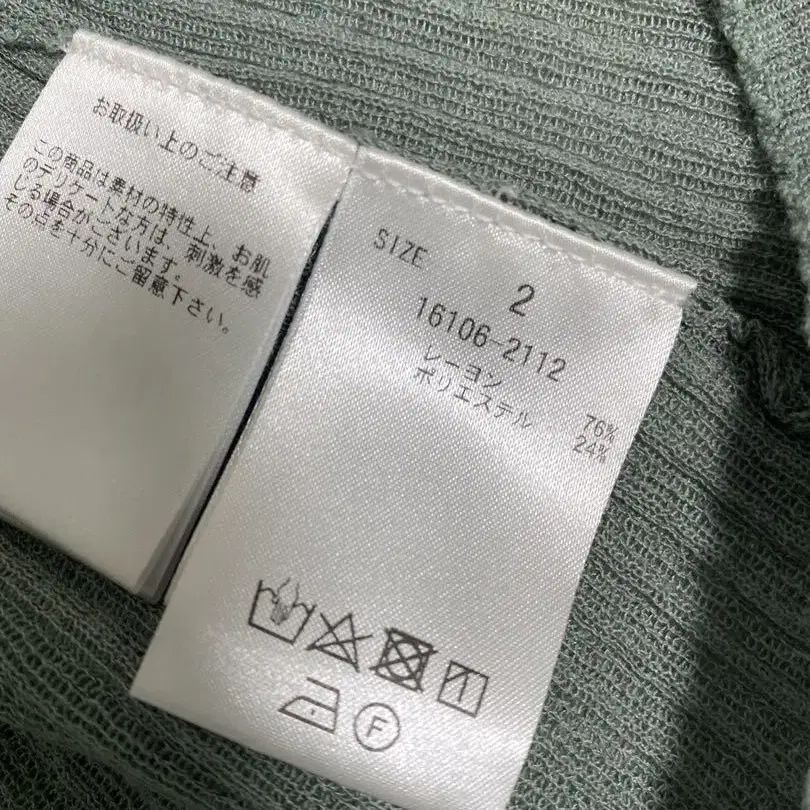 お取扱い上のご注意
この商品は素材の特性上、お肌
のデリケートな方は、刺激を感
じる場合がございます。
その点を十分にご留意下さい。
SIZE
2
16106-2112
レーヨン 76%
ポリエステル 24%
F